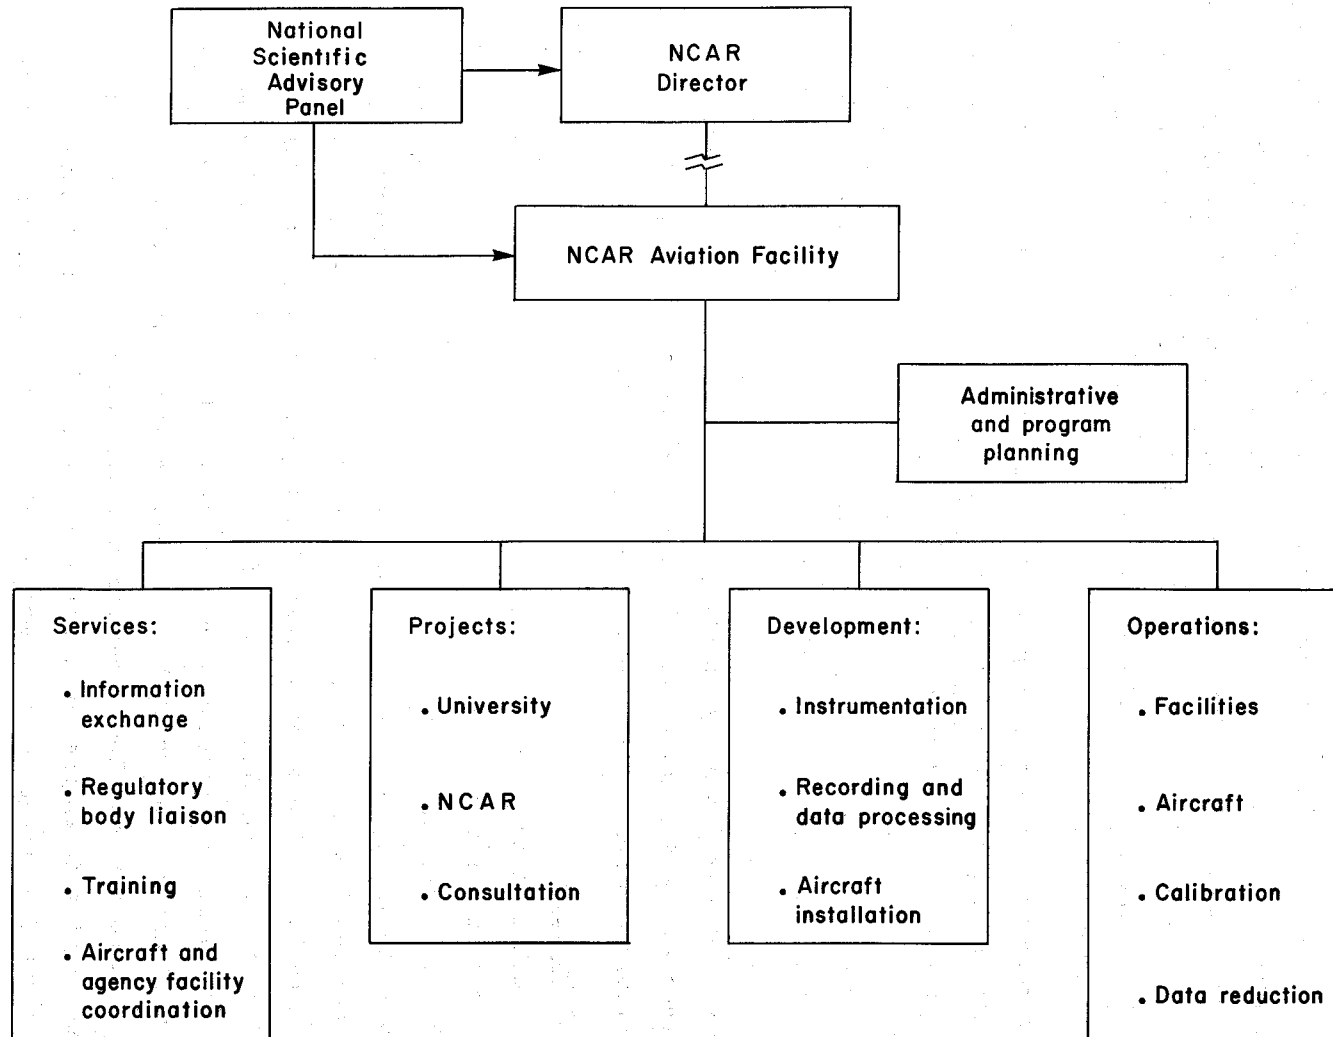 National
Scientific
Advisory
Panel
NCAR
Director
NCAR Aviation Facility
Administrative
and program
planning
Services:
• Information
exchange
• Regulatory
body liaison
• Training
• Aircraft and
agency facility
coordination
Projects:
• University
• NCAR
• Consultation
Development:
• Instrumentation
• Recording and
data processing
• Aircraft
installation
Operations:
• Facilities
• Aircraft
• Calibration
• Data reduction